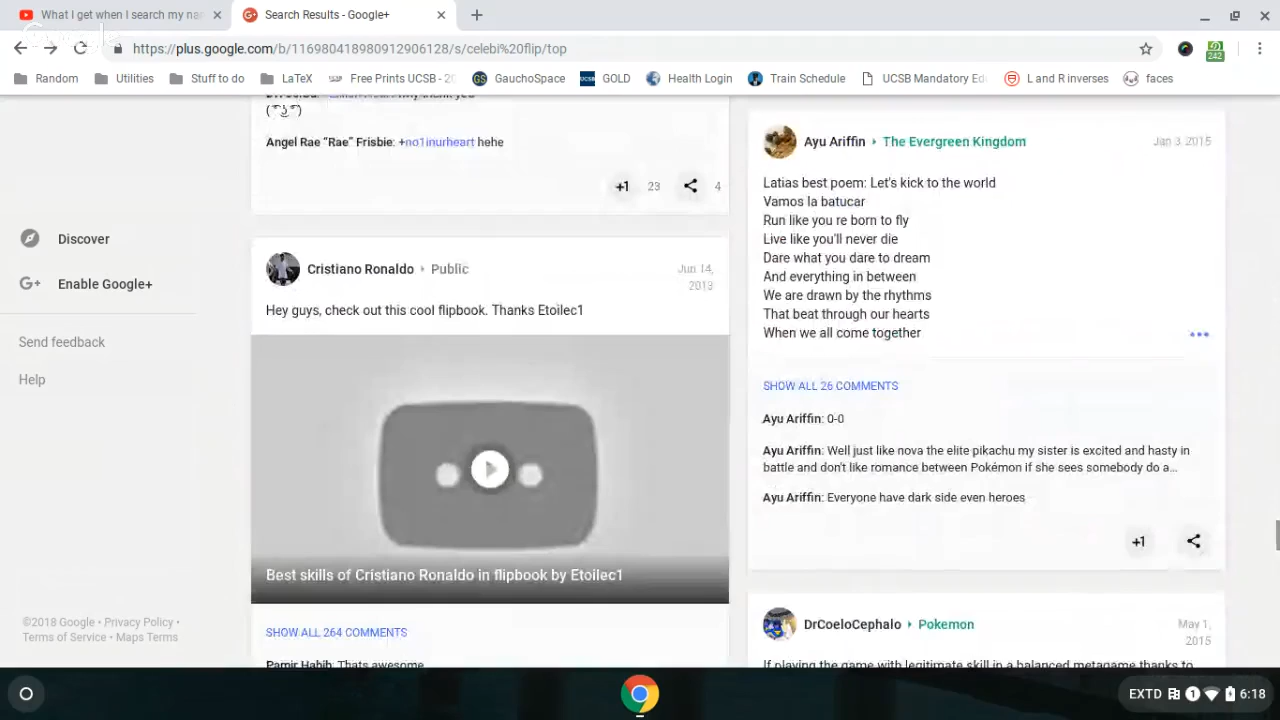 What I get when I search my na
Search Results - Google+
https://plus.google.com/b/116980418980912906128/s/celebi%20flip/top
Random
Utilities
Stuff to do
LaTeX
Free Prints UCSB - 20
GauchoSpace
GOLD
Health Login
Train Schedule
UCSB Mandatory Ed
L and R inverses
faces
242
Discover
Enable Google+
Send feedback
Help
©2018 Google • Privacy Policy •
Terms of Service • Maps Terms
Angel Rae “Rae” Frisbie: +no1inurheart hehe
+1 23 4
Cristiano Ronaldo ▸ Public
Jun 14,
2013
Hey guys, check out this cool flipbook. Thanks Etoilec1
Best skills of Cristiano Ronaldo in flipbook by Etoilec1
SHOW ALL 264 COMMENTS
Pamir Habib: Thats awesome
Ayu Ariffin ▸ The Evergreen Kingdom
Jan 3, 2015
Latias best poem: Let's kick to the world
Vamos la batucar
Run like you re born to fly
Live like you'll never die
Dare what you dare to dream
And everything in between
We are drawn by the rhythms
That beat through our hearts
When we all come together
SHOW ALL 26 COMMENTS
Ayu Ariffin: 0-0
Ayu Ariffin: Well just like nova the elite pikachu my sister is excited and hasty in
battle and don't like romance between Pokémon if she sees somebody do a...
Ayu Ariffin: Everyone have dark side even heroes
+1
DrCoeloCephalo ▸ Pokemon
May 1,
2015
If playing the game with legitimate skill in a balanced metagame thanks to
EXTD
1
6:18